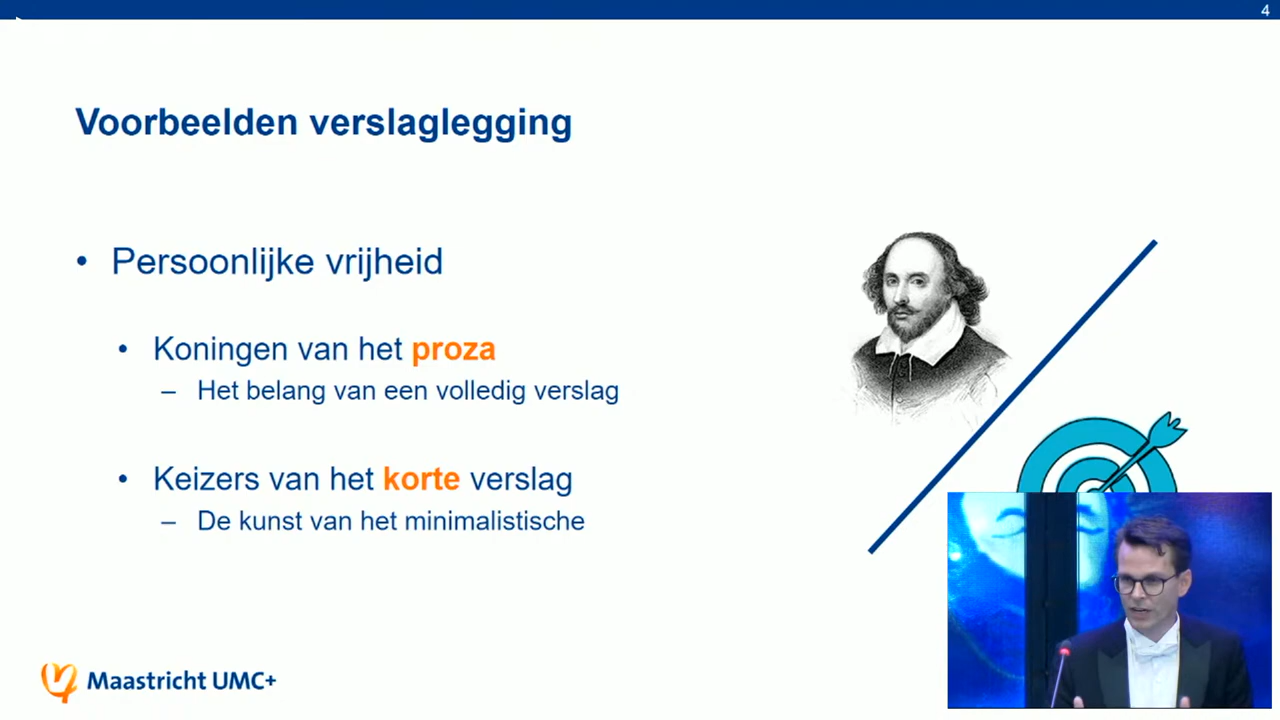 4
Voorbeelden verslaglegging
• Persoonlijke vrijheid
• Koningen van het proza
– Het belang van een volledig verslag
• Keizers van het korte verslag
– De kunst van het minimalistische
Maastricht UMC+